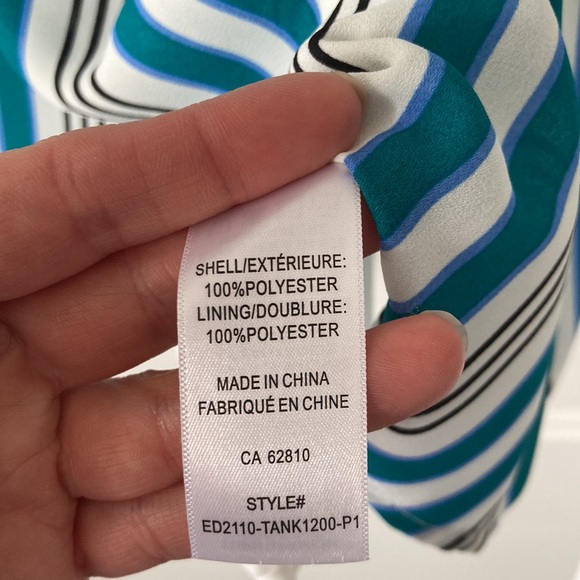 SHELL/EXTÉRIEURE:
100%POLYESTER
LINING/DOUBLURE:
100%POLYESTER
MADE IN CHINA
FABRIQUÉ EN CHINE
CA 62810
STYLE#
ED2110-TANK1200-P1